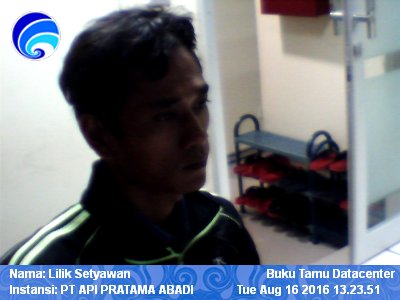 Nama: Lilik Setyawan
Buku Tamu Datacenter
Instansi: PT API PRATAMA ABADI
Tue Aug 16 2016 13.23.51